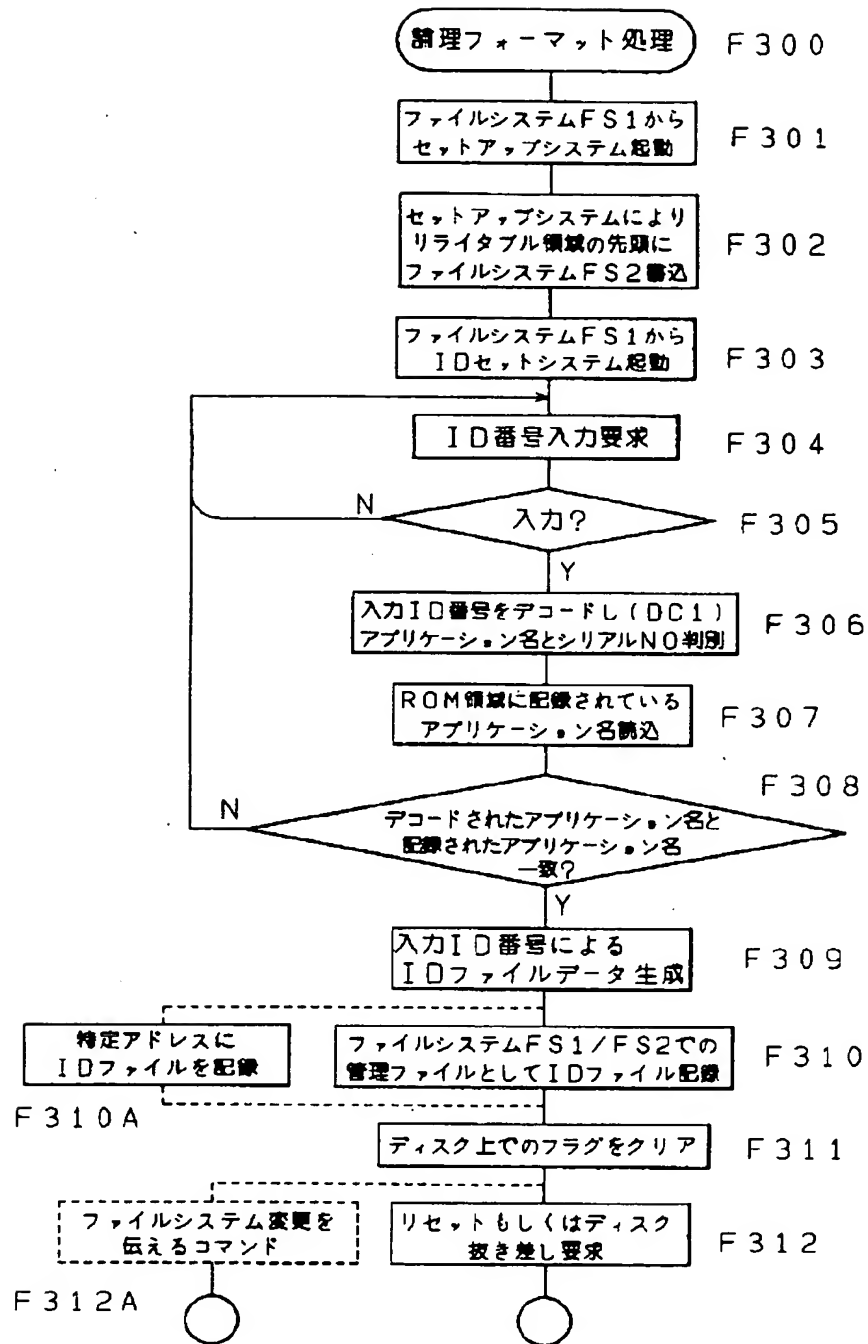 論理フォーマット処理
F300
ファイルシステムFS1から
セットアップシステム起動
F301
セットアップシステムにより
リライタブル領域の先頭に
ファイルシステムFS2書込
F302
ファイルシステムFS1から
IDセットシステム起動
F303
ID番号入力要求
F304
N
入力?
F305
Y
入力ID番号をデコードし(DC1)
アプリケーション名とシリアルNO判別
F306
ROM領域に記録されている
アプリケーション名読込
F307
F308
N
デコードされたアプリケーション名と
記録されたアプリケーション名
一致?
Y
入力ID番号による
IDファイルデータ生成
F309
特定アドレスに
IDファイルを記録
F310A
ファイルシステムFS1/FS2での
管理ファイルとしてIDファイル記録
F310
ディスク上でのフラグをクリア
F311
ファイルシステム変更を
伝えるコマンド
F312A
リセットもしくはディスク
抜き差し要求
F312